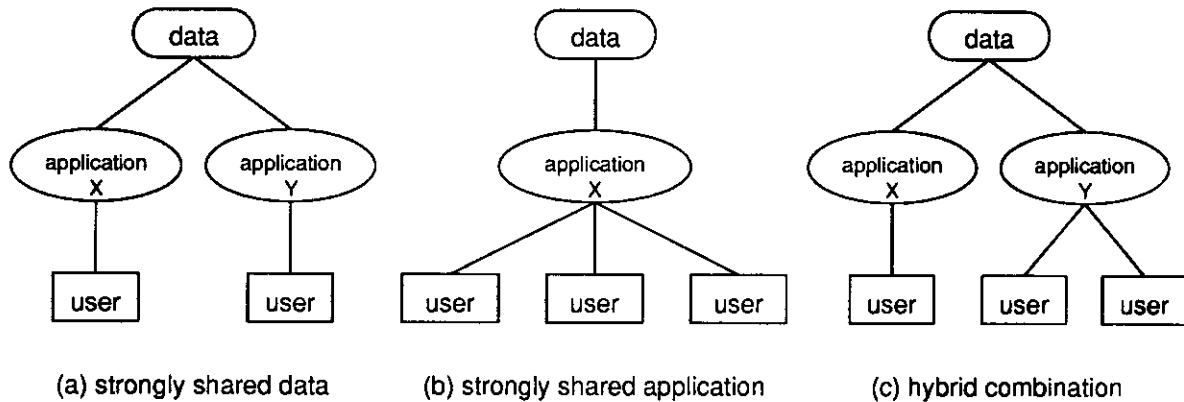 data
application
X
application
Y
user
user
(a) strongly shared data
data
application
X
user
user
user
(b) strongly shared application
data
application
X
application
Y
user
user
user
(c) hybrid combination